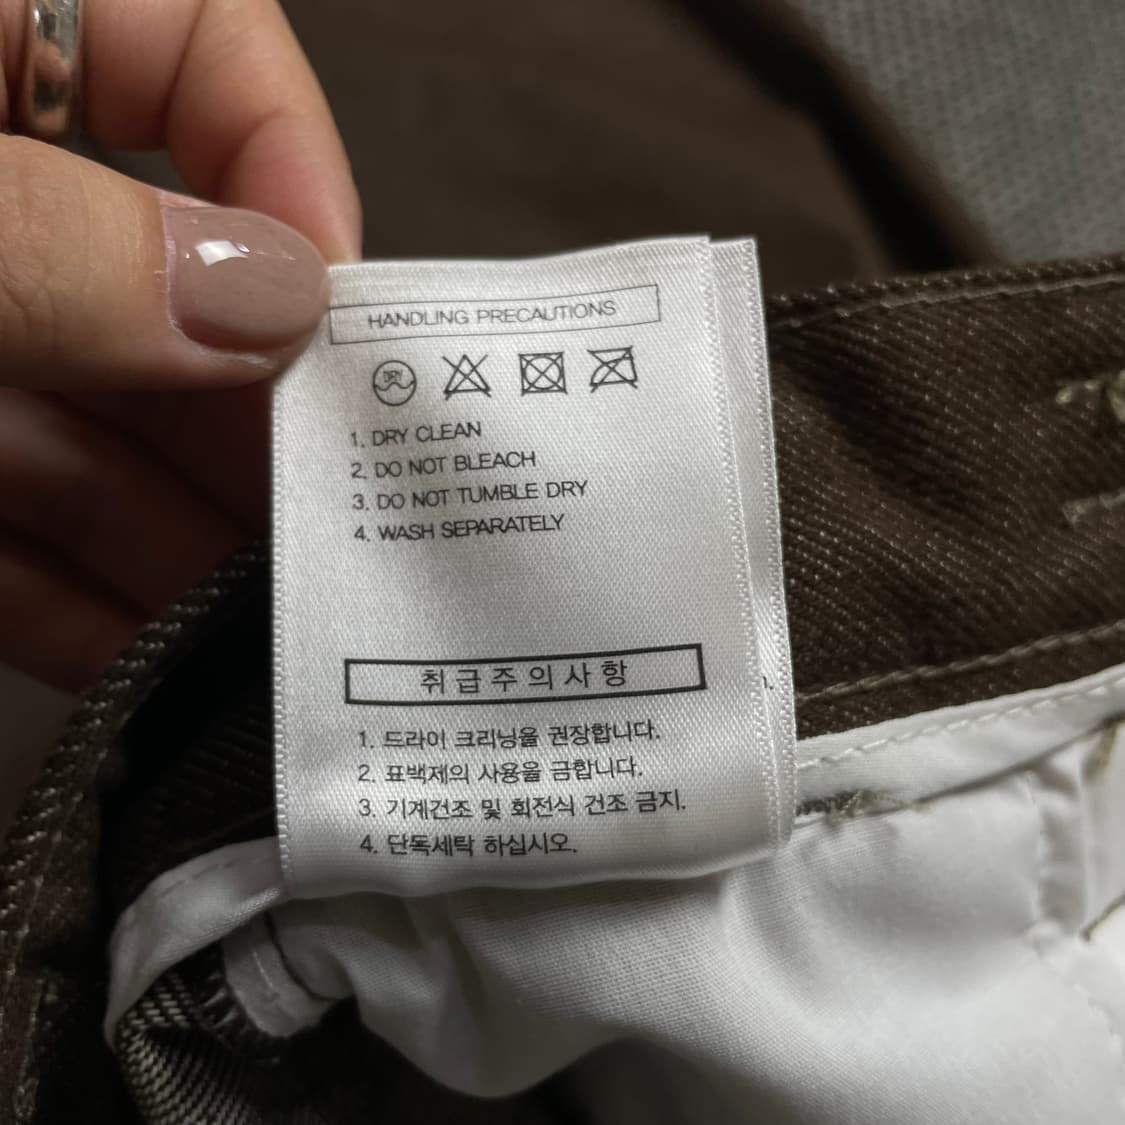 HANDLING PRECAUTIONS
DRY
1. DRY CLEAN
2. DO NOT BLEACH
3. DO NOT TUMBLE DRY
4. WASH SEPARATELY
취급주의사항
1. 드라이 크리닝을 권장합니다.
2. 표백제의 사용을 금합니다.
3. 기계건조 및 회전식 건조 금지.
4. 단독세탁 하십시오.